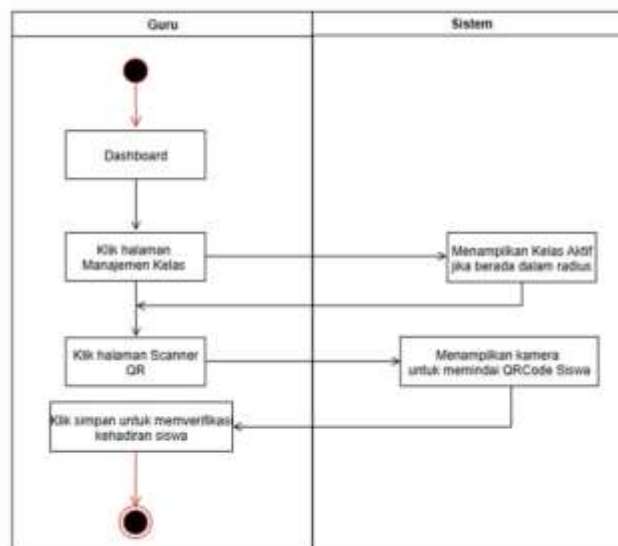 Guru
Sistem
Dashboard
Klik halaman
Manajemen Kelas
Menampilkan Kelas Aktif
jika berada dalam radius
Klik halaman Scanner
QR
Menampilkan kamera
untuk memindai QRCode Siswa
Klik simpan untuk memverifikasi
kehadiran siswa